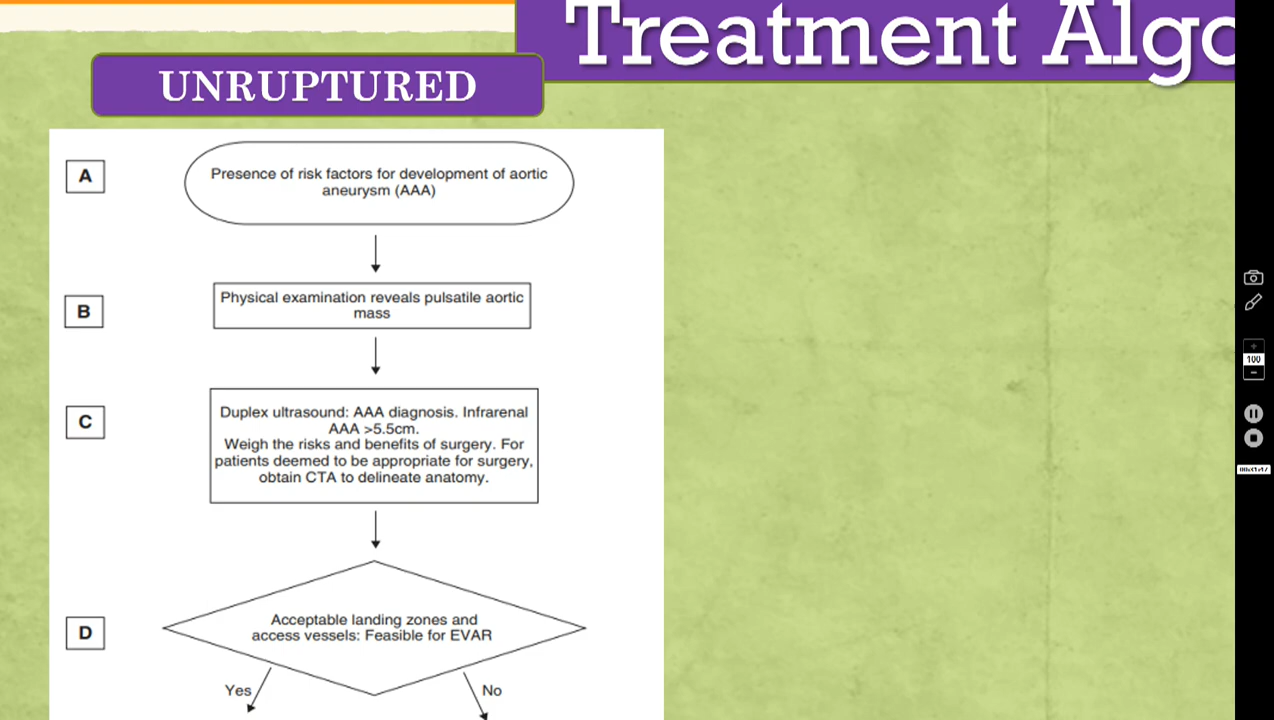 Treatment Algo
UNRUPTURED
A
Presence of risk factors for development of aortic
aneurysm (AAA)
B
Physical examination reveals pulsatile aortic
mass
C
Duplex ultrasound: AAA diagnosis. Infrarenal
AAA >5.5cm.
Weigh the risks and benefits of surgery. For
patients deemed to be appropriate for surgery,
obtain CTA to delineate anatomy.
D
Acceptable landing zones and
access vessels: Feasible for EVAR
Yes
No
+
100
−